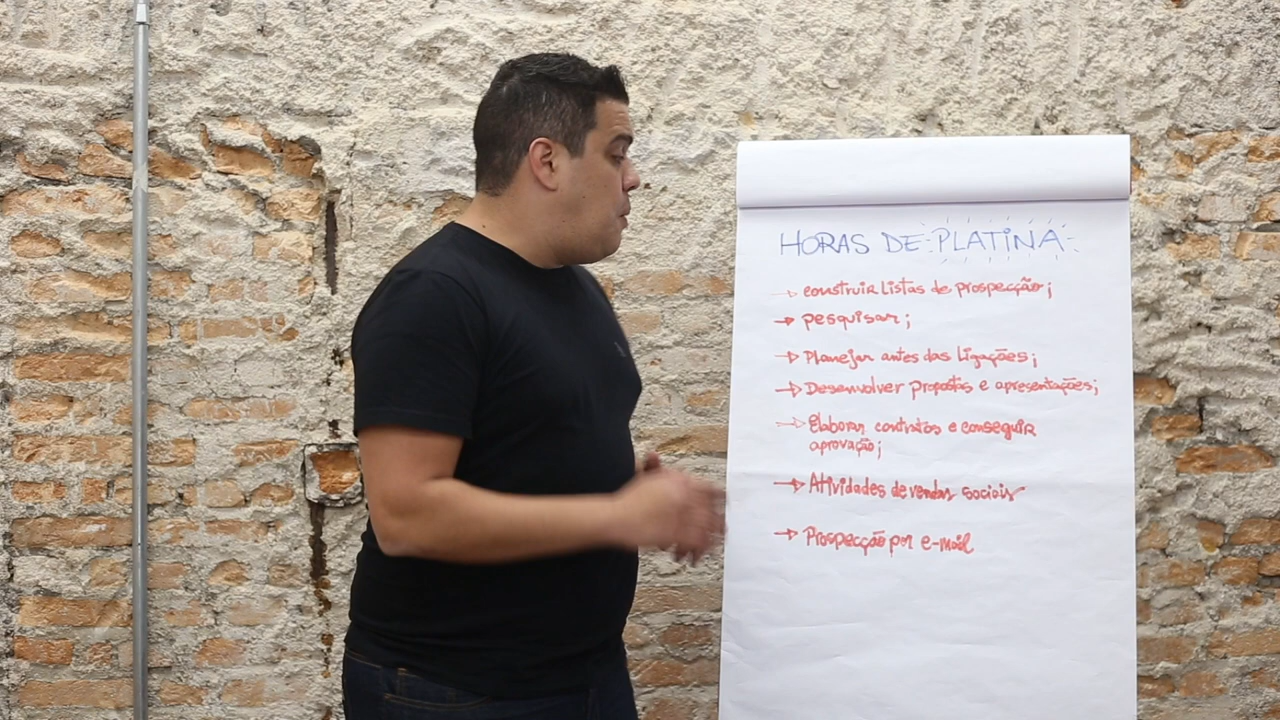 HORAS DE PLATINA
→ construir listas de prospecção;
→ pesquisar;
→ Planejar antes das ligações;
→ Desenvolver propostas e apresentações;
→ Elaborar contratos e conseguir
aprovação;
→ Atividades de vendas sociais
→ Prospecção por e-mail